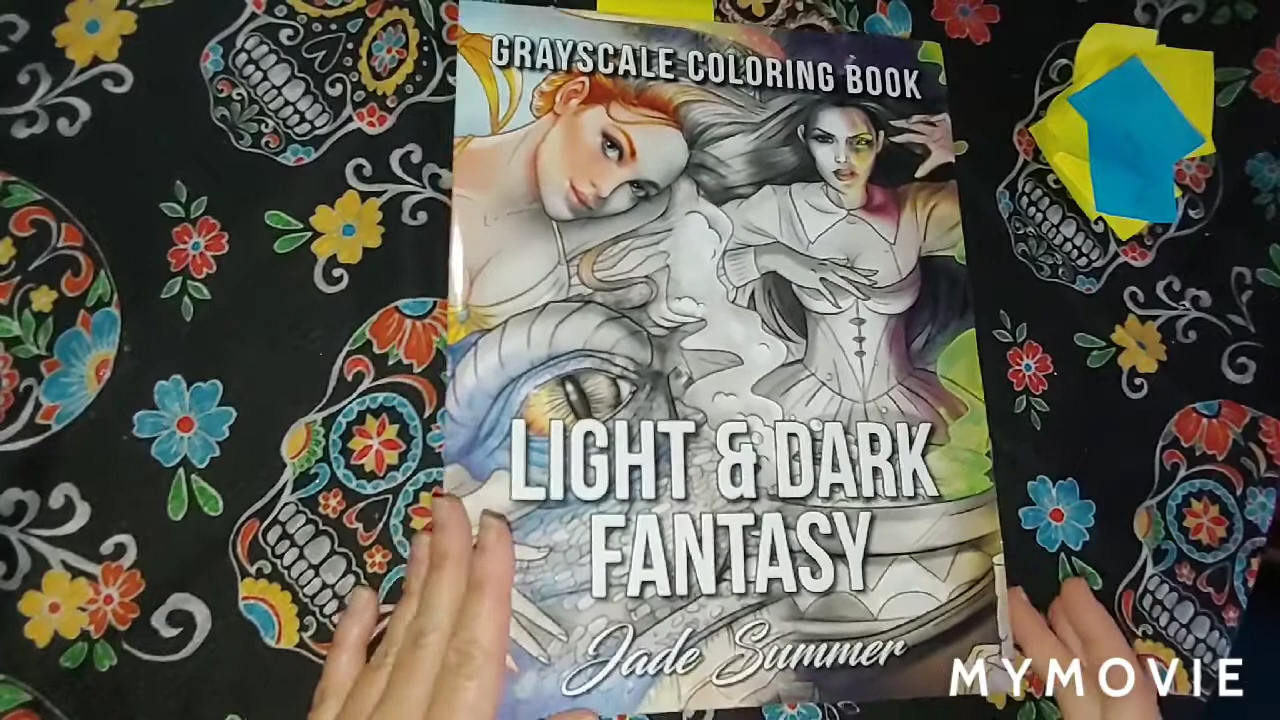 GRAYSCALE COLORING BOOK
LIGHT & DARK
FANTASY
Jade Summer
MYMOVIE